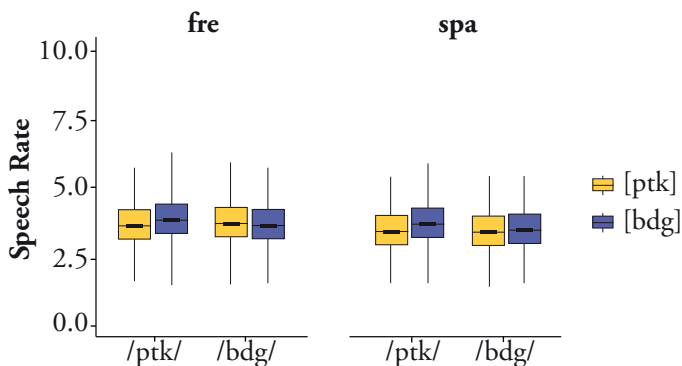 fre
spa
10.0
7.5
5.0
2.5
0.0
Speech Rate
/ptk/ /bdg/
/ptk/ /bdg/
[ptk]
[bdg]